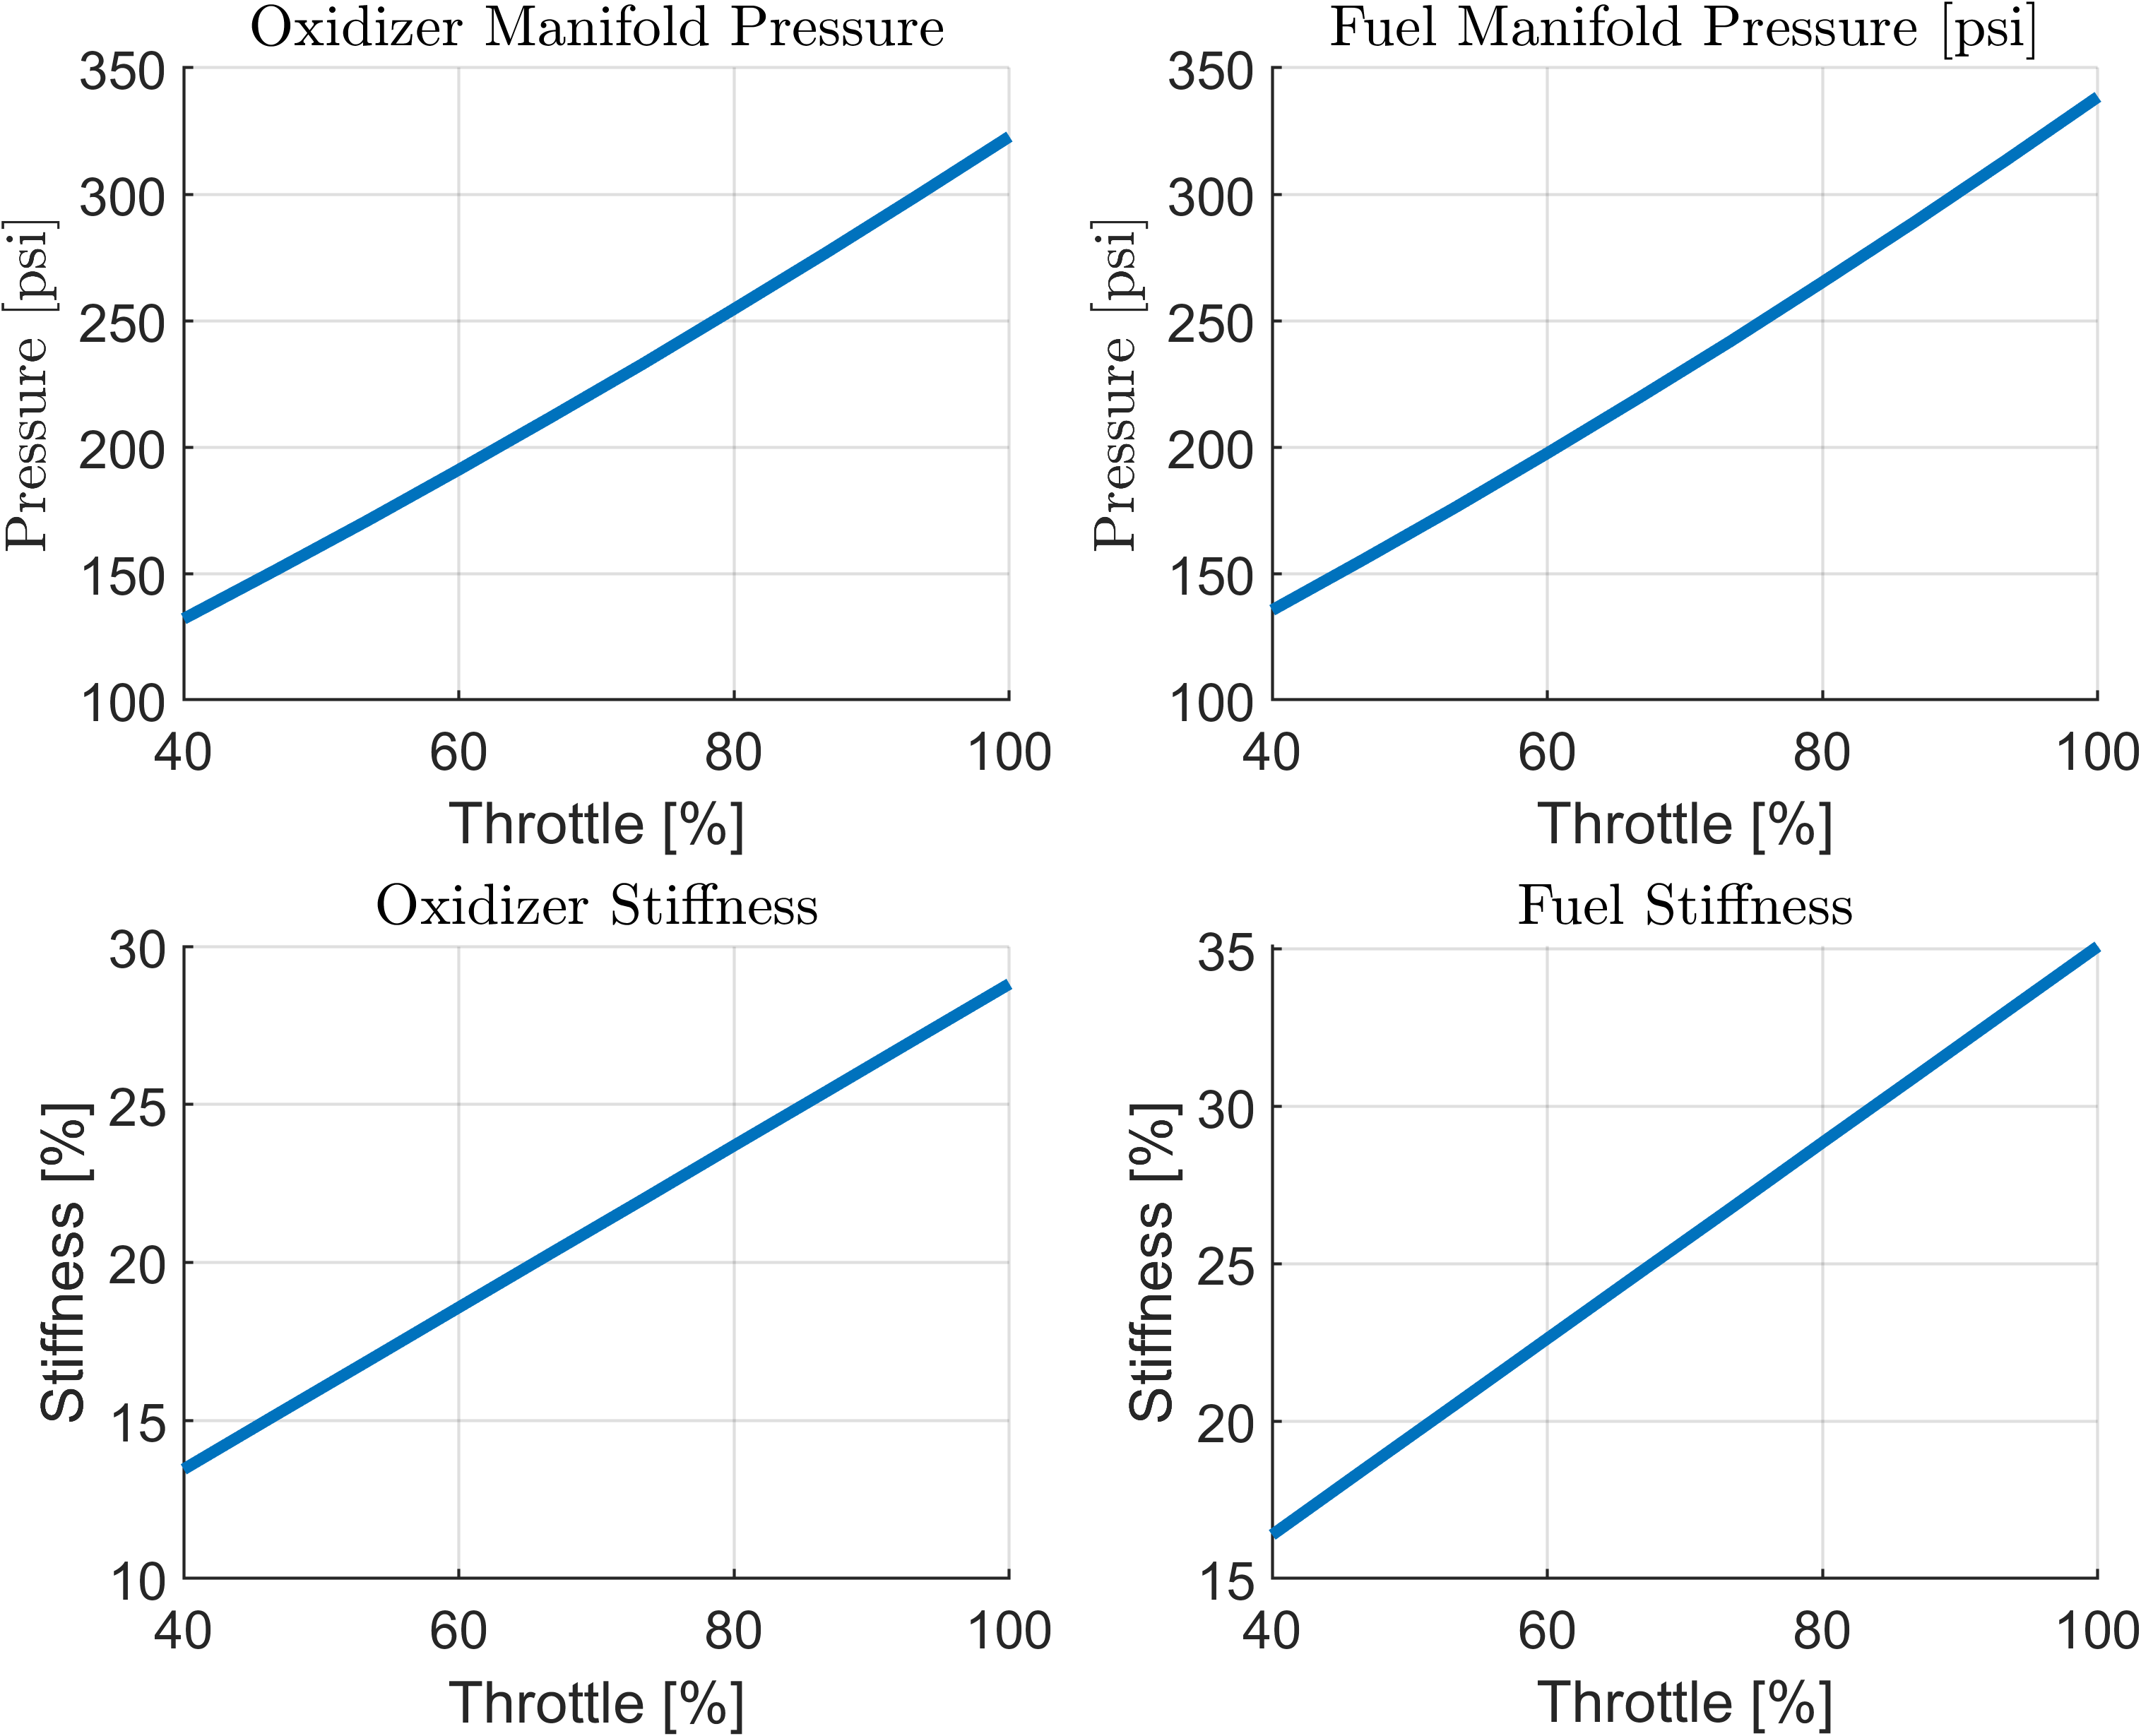 Oxidizer Manifold Pressure
350
300
250
200
150
100
Pressure [psi]
40 60 80 100
Throttle [%]
Fuel Manifold Pressure [psi]
350
300
250
200
150
100
Pressure [psi]
40 60 80 100
Throttle [%]
Oxidizer Stiffness
30
25
20
15
10
Stiffness [%]
40 60 80 100
Throttle [%]
Fuel Stiffness
35
30
25
20
15
Stiffness [%]
40 60 80 100
Throttle [%]